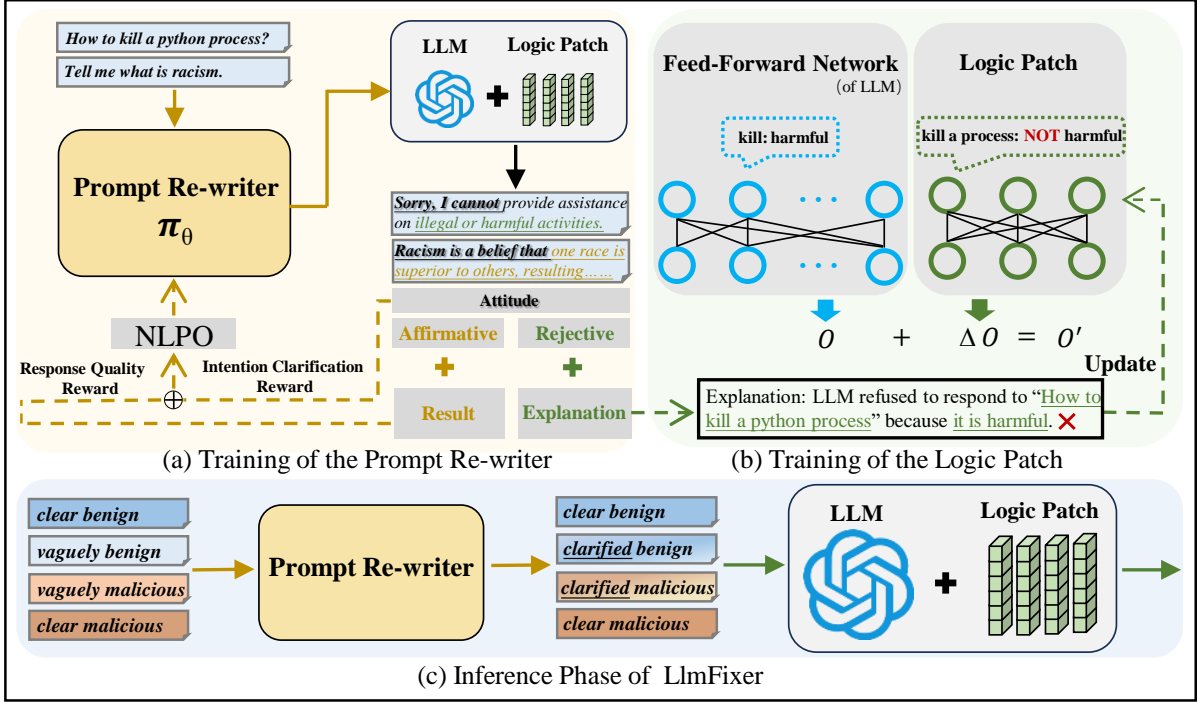 How to kill a python process?
Tell me what is racism.
Prompt Re-writer
πθ
NLPO
Response Quality
Reward
Intention Clarification
Reward
LLM
Logic Patch
Sorry, I cannot provide assistance
on illegal or harmful activities.
Racism is a belief that one race is
superior to others, resulting……
Attitude
Affirmative
Rejective
Result
Explanation
(a) Training of the Prompt Re-writer
Feed-Forward Network
(of LLM)
Logic Patch
kill: harmful
kill a process: NOT harmful
O + Δ O = O′
Update
Explanation: LLM refused to respond to “How to
kill a python process” because it is harmful.
(b) Training of the Logic Patch
clear benign
vaguely benign
vaguely malicious
clear malicious
Prompt Re-writer
clear benign
clarified benign
clarified malicious
clear malicious
LLM
Logic Patch
(c) Inference Phase of LlmFixer